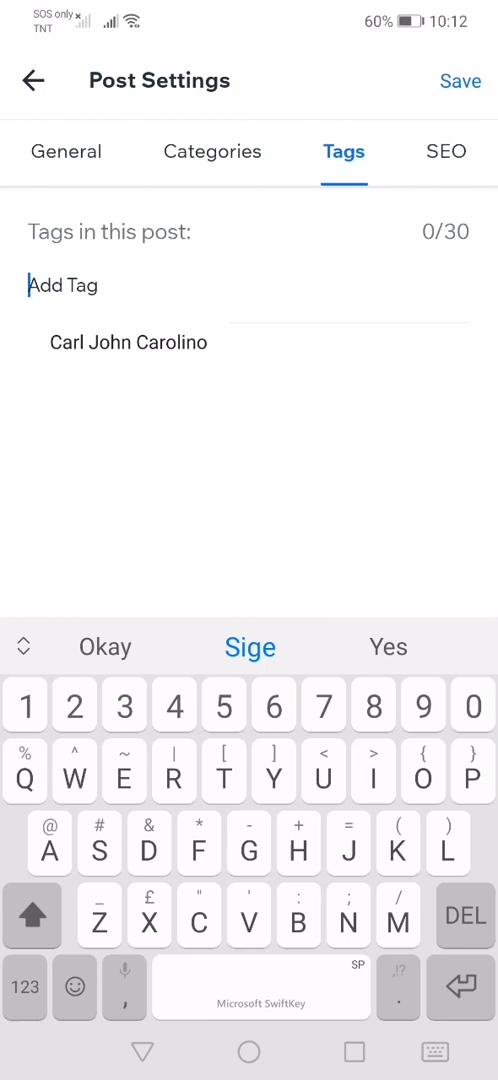 SOS only
TNT
60% 10:12
Post Settings
Save
General Categories Tags SEO
Tags in this post: 0/30
Add Tag
Carl John Carolino
Okay Sige Yes
1 2 3 4 5 6 7 8 9 0
% ^ ~ | [ ] < > { }
Q W E R T Y U I O P
@ # & * - + = ( )
A S D F G H J K L
_ £ " ' : ; /
Z X C V B N M DEL
SP
,!?
123 , Microsoft SwiftKey .